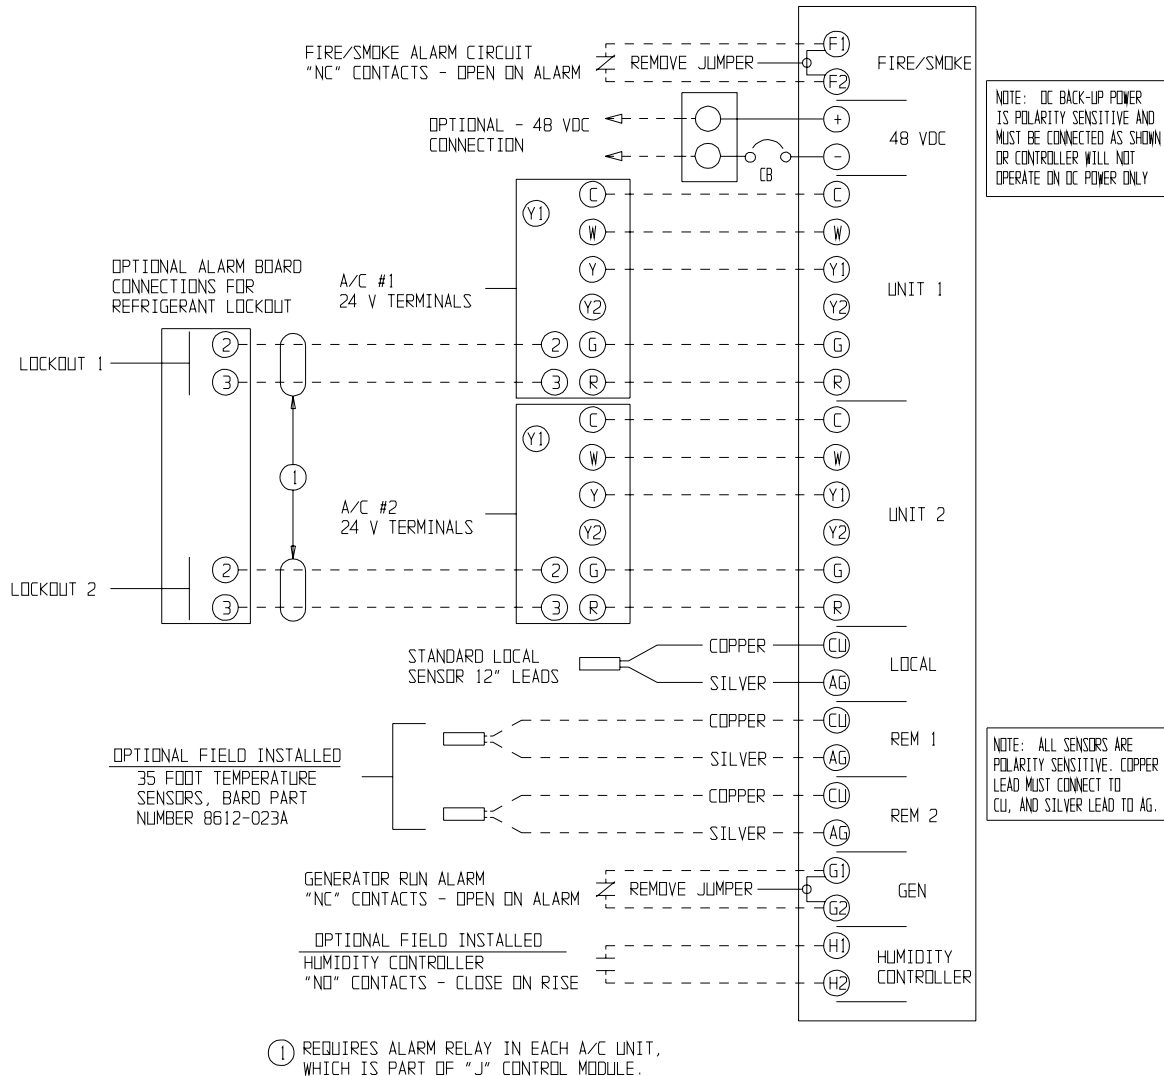 FIRE/SMOKE ALARM CIRCUIT
"NC" CONTACTS - OPEN ON ALARM
REMOVE JUMPER
F1
F2
FIRE/SMOKE
OPTIONAL - 48 VDC
CONNECTION
CB
+
-
48 VDC
NOTE: DC BACK-UP POWER
IS POLARITY SENSITIVE AND
MUST BE CONNECTED AS SHOWN
OR CONTROLLER WILL NOT
OPERATE ON DC POWER ONLY
OPTIONAL ALARM BOARD
CONNECTIONS FOR
REFRIGERANT LOCKOUT
LOCKOUT 1
2
3
1
LOCKOUT 2
2
3
A/C #1
24 V TERMINALS
Y1
C
W
Y
Y2
2 G
3 R
C
W
Y1
Y2
G
R
UNIT 1
A/C #2
24 V TERMINALS
Y1
C
W
Y
Y2
2 G
3 R
C
W
Y1
Y2
G
R
UNIT 2
STANDARD LOCAL
SENSOR 12" LEADS
COPPER CU
SILVER AG
LOCAL
OPTIONAL FIELD INSTALLED
35 FOOT TEMPERATURE
SENSORS, BARD PART
NUMBER 8612-023A
COPPER CU
SILVER AG
REM 1
COPPER CU
SILVER AG
REM 2
NOTE: ALL SENSORS ARE
POLARITY SENSITIVE. COPPER
LEAD MUST CONNECT TO
CU, AND SILVER LEAD TO AG.
GENERATOR RUN ALARM
"NC" CONTACTS - OPEN ON ALARM
REMOVE JUMPER
G1
G2
GEN
OPTIONAL FIELD INSTALLED
HUMIDITY CONTROLLER
"NO" CONTACTS - CLOSE ON RISE
H1
H2
HUMIDITY
CONTROLLER
1 REQUIRES ALARM RELAY IN EACH A/C UNIT,
WHICH IS PART OF "J" CONTROL MODULE.